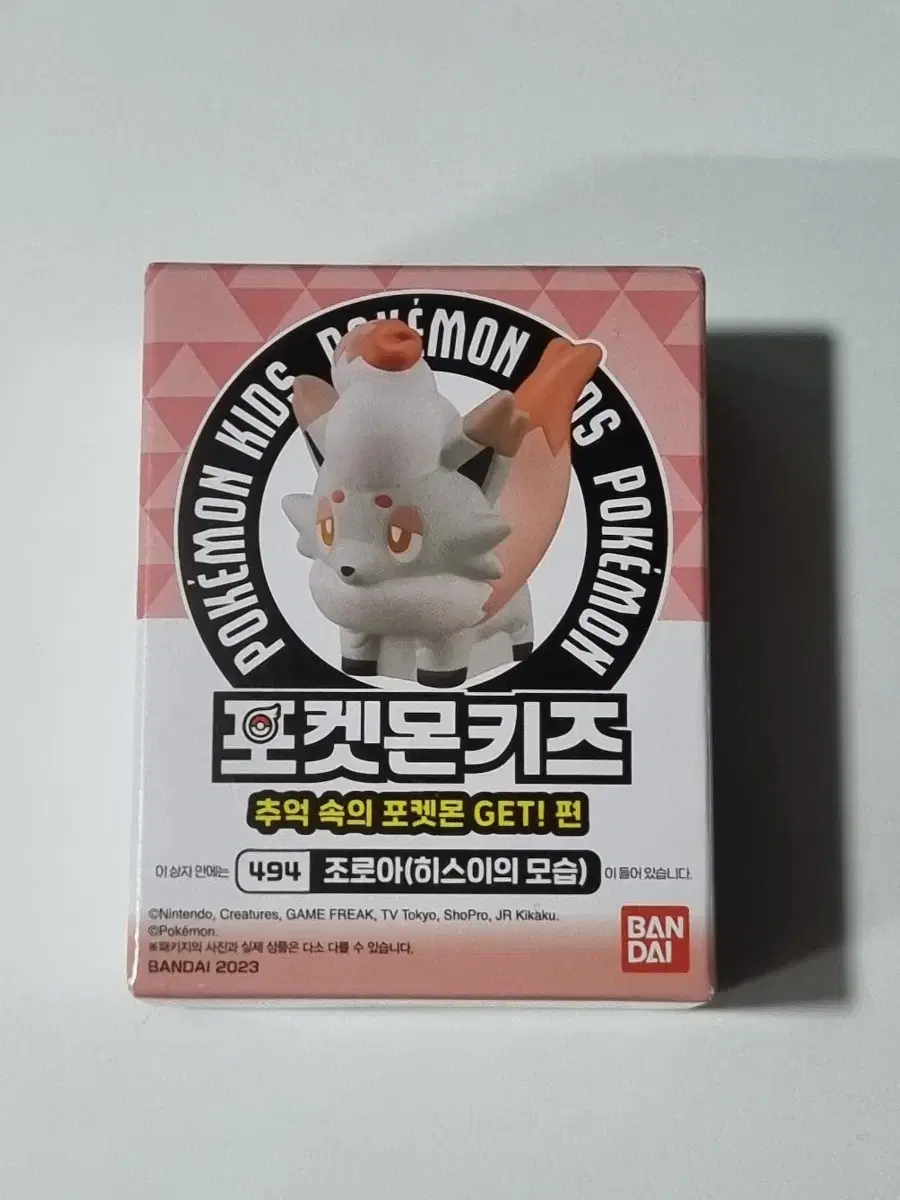 POKÉMON KIDS POKÉMON KIDS POKÉMON
포켓몬키즈
추억 속의 포켓몬 GET! 편
이 상자 안에는 494 조로아(히스이의 모습) 이 들어 있습니다.
©Nintendo, Creatures, GAME FREAK, TV Tokyo, ShoPro, JR Kikaku.
©Pokémon.
※패키지의 사진과 실제 상품은 다소 다를 수 있습니다.
BANDAI 2023
BAN
DAI